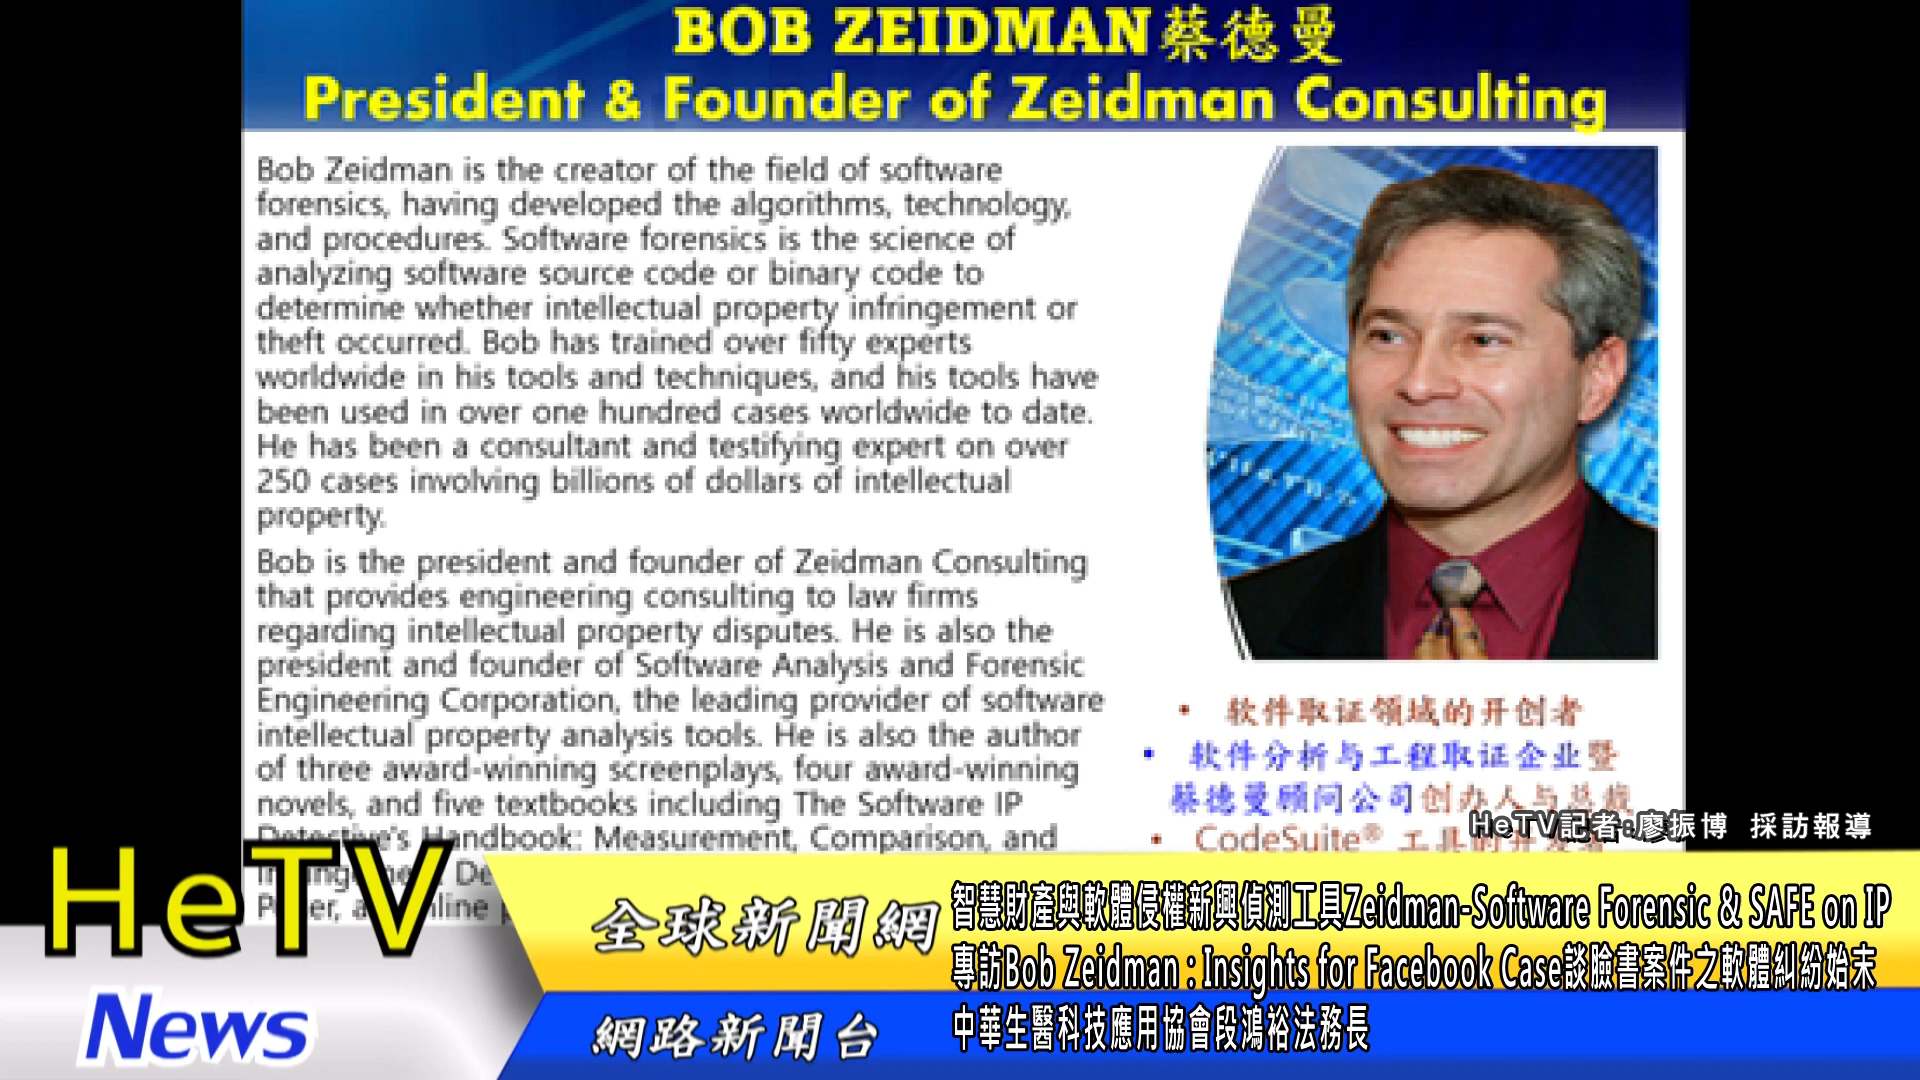 BOB ZEIDMAN蔡德曼
President & Founder of Zeidman Consulting
Bob Zeidman is the creator of the field of software
forensics, having developed the algorithms, technology,
and procedures. Software forensics is the science of
analyzing software source code or binary code to
determine whether intellectual property infringement or
theft occurred. Bob has trained over fifty experts
worldwide in his tools and techniques, and his tools have
been used in over one hundred cases worldwide to date.
He has been a consultant and testifying expert on over
250 cases involving billions of dollars of intellectual
property.
Bob is the president and founder of Zeidman Consulting
that provides engineering consulting to law firms
regarding intellectual property disputes. He is also the
president and founder of Software Analysis and Forensic
Engineering Corporation, the leading provider of software
intellectual property analysis tools. He is also the author
of three award-winning screenplays, four award-winning
novels, and five textbooks including The Software IP
Detective's Handbook: Measurement, Comparison, and
• 软件取证领域的开创者
• 软件分析与工程取证企业暨
蔡德曼顾问公司创办人与总裁
• CodeSuite® 工具的开发者
HeTV記者:廖振博 採訪報導
HeTV
News
全球新聞網
網路新聞台
智慧財產與軟體侵權新興偵測工具Zeidman-Software Forensic & SAFE on IP
專訪Bob Zeidman : Insights for Facebook Case談臉書案件之軟體糾紛始末
中華生醫科技應用協會段鴻裕法務長